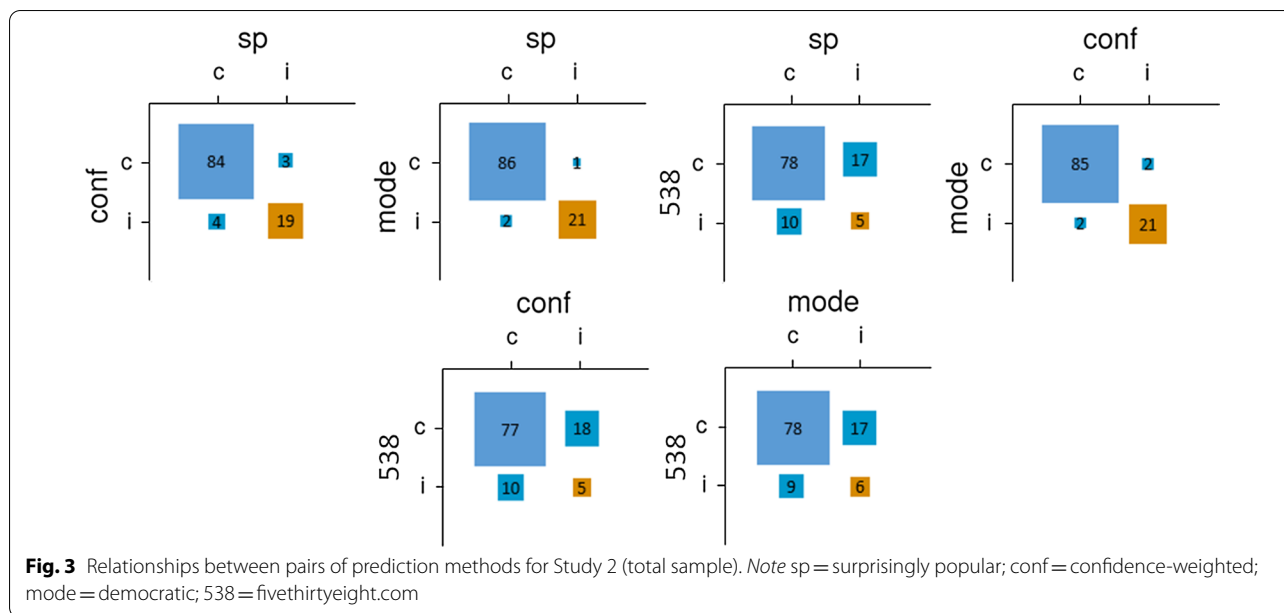 sp sp sp conf
c i c i c i c i
conf c 84 3 mode c 86 1 538 c 78 17 mode c 85 2
i 4 19 i 2 21 i 10 5 i 2 21
conf mode
c i c i
538 c 77 18 538 c 78 17
i 10 5 i 9 6
Fig. 3 Relationships between pairs of prediction methods for Study 2 (total sample). Note sp = surprisingly popular; conf = confidence-weighted;
mode = democratic; 538 = fivethirtyeight.com